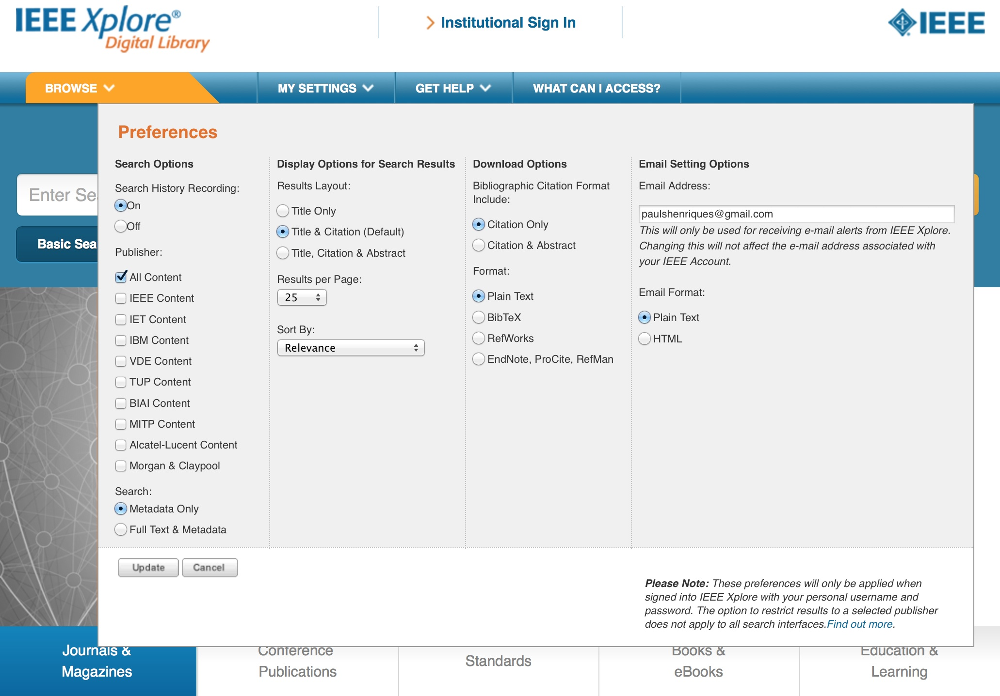 IEEE Xplore®
Digital Library
Institutional Sign In
IEEE
BROWSE
MY SETTINGS
GET HELP
WHAT CAN I ACCESS?
Preferences
Search Options
Search History Recording:
On
Off
Publisher:
All Content
IEEE Content
IET Content
IBM Content
VDE Content
TUP Content
BIAI Content
MITP Content
Alcatel-Lucent Content
Morgan & Claypool
Search:
Metadata Only
Full Text & Metadata
Display Options for Search Results
Results Layout:
Title Only
Title & Citation (Default)
Title, Citation & Abstract
Results per Page:
25
Sort By:
Relevance
Download Options
Bibliographic Citation Format
Include:
Citation Only
Citation & Abstract
Format:
Plain Text
BibTeX
RefWorks
EndNote, ProCite, RefMan
Email Setting Options
Email Address:
paulshenriques@gmail.com
This will only be used for receiving e-mail alerts from IEEE Xplore.
Changing this will not affect the e-mail address associated with
your IEEE Account.
Email Format:
Plain Text
HTML
Enter Se
Basic Sea
Update
Cancel
Please Note: These preferences will only be applied when
signed into IEEE Xplore with your personal username and
password. The option to restrict results to a selected publisher
does not apply to all search interfaces.Find out more.
Journals &
Magazines
Conference
Publications
Standards
Books &
eBooks
Education &
Learning